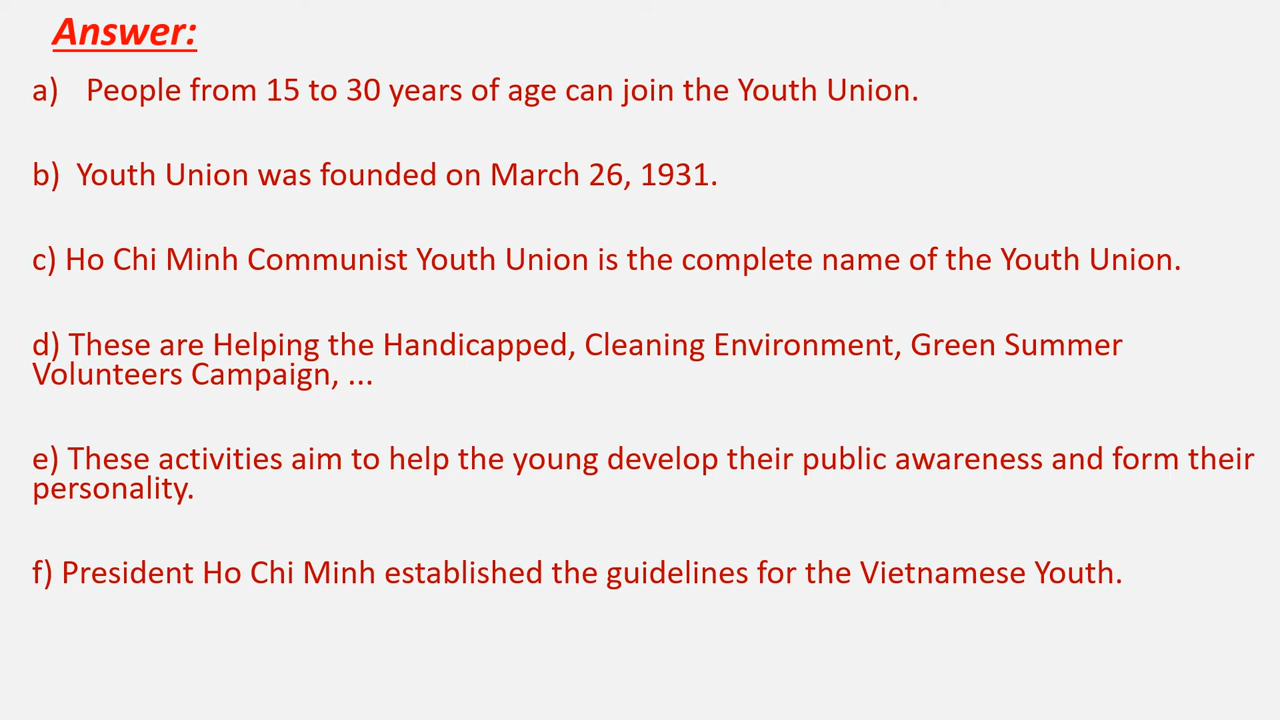 Answer:
a) People from 15 to 30 years of age can join the Youth Union.
b) Youth Union was founded on March 26, 1931.
c) Ho Chi Minh Communist Youth Union is the complete name of the Youth Union.
d) These are Helping the Handicapped, Cleaning Environment, Green Summer
Volunteers Campaign, ...
e) These activities aim to help the young develop their public awareness and form their
personality.
f) President Ho Chi Minh established the guidelines for the Vietnamese Youth.